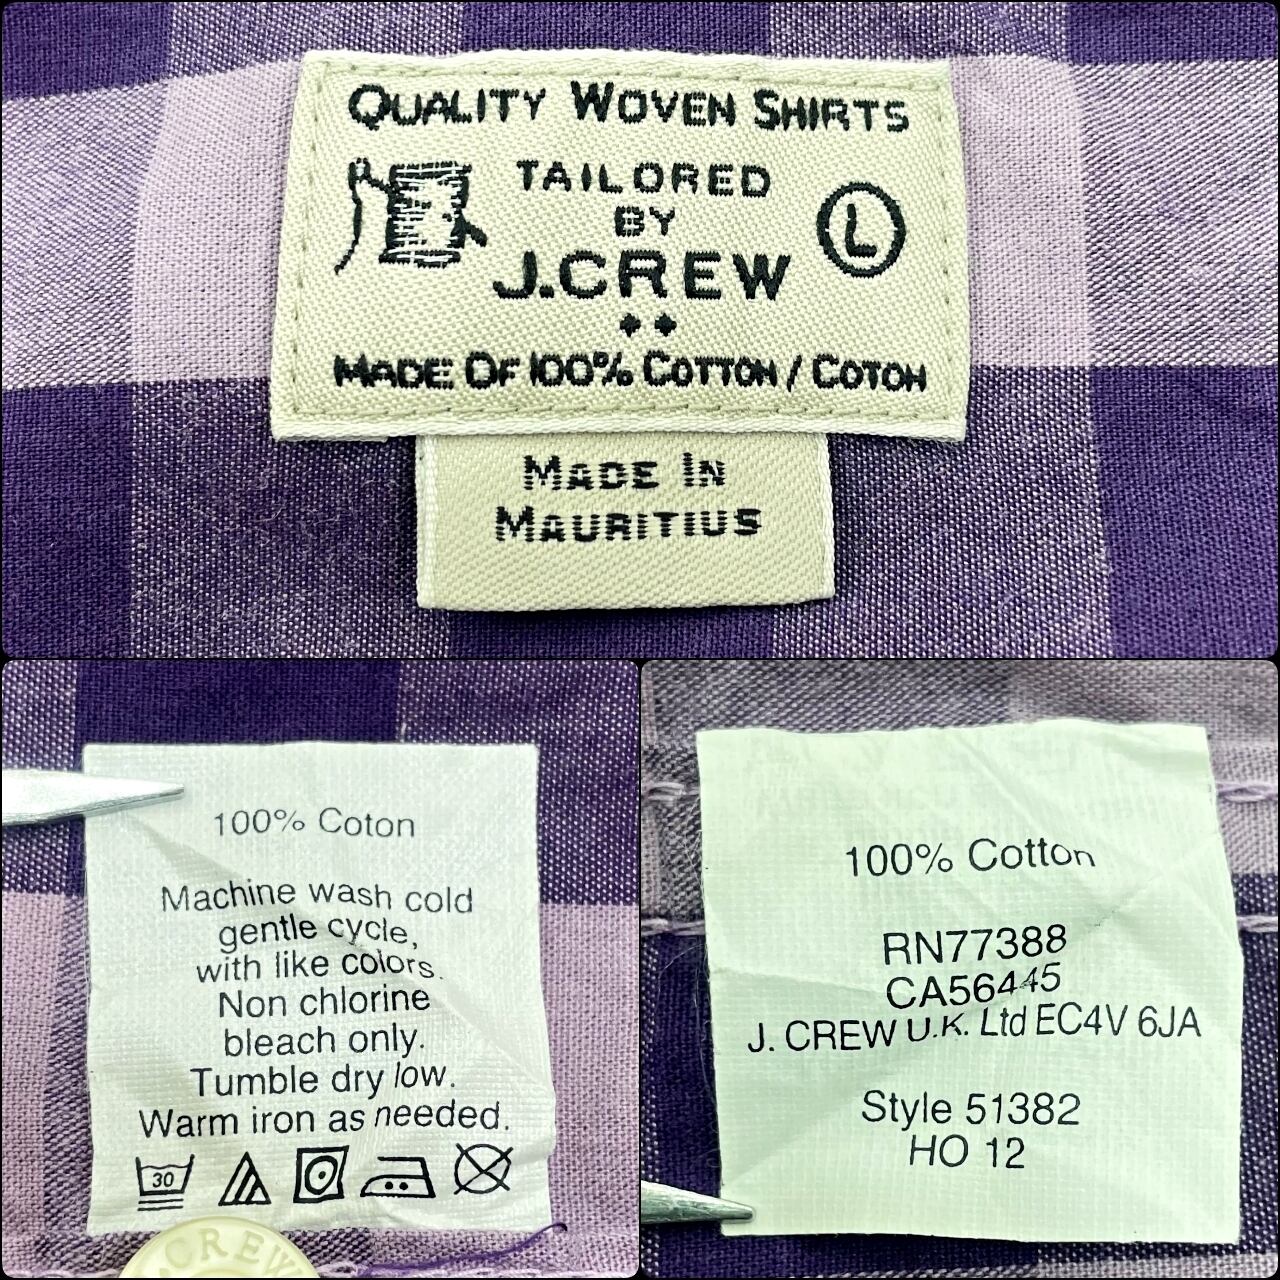 QUALITY WOVEN SHIRTS
TAILORED
BY
J.CREW
L
MADE OF 100% COTTON / COTON
MADE IN
MAURITIUS
100% Coton
Machine wash cold
gentle cycle,
with like colors.
Non chlorine
bleach only.
Tumble dry low.
Warm iron as needed.
30
J.CREW
100% Cotton
RN77388
CA56445
J. CREW U.K. Ltd EC4V 6JA
Style 51382
HO 12